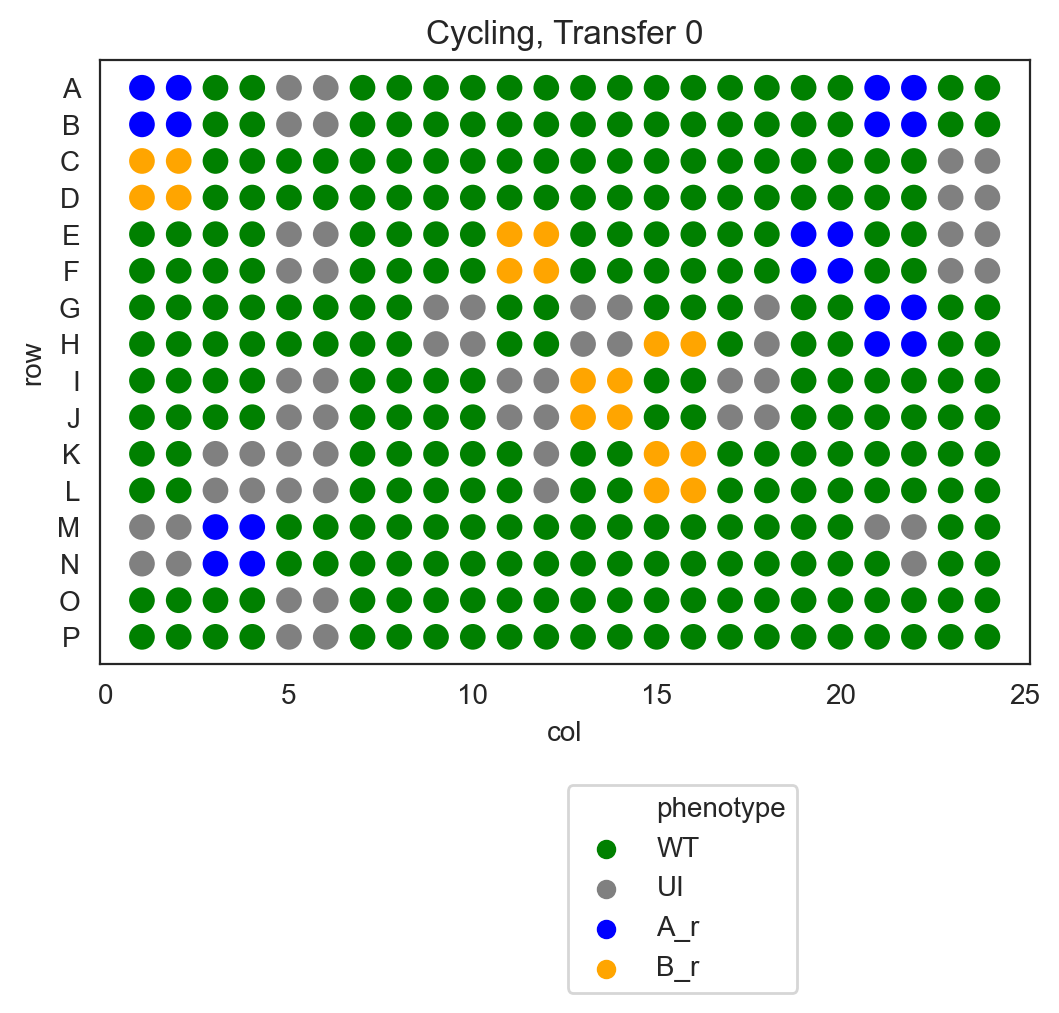 Cycling, Transfer 0
row
A
B
C
D
E
F
G
H
I
J
K
L
M
N
O
P
0 5 10 15 20 25
col
phenotype
WT
UI
A_r
B_r